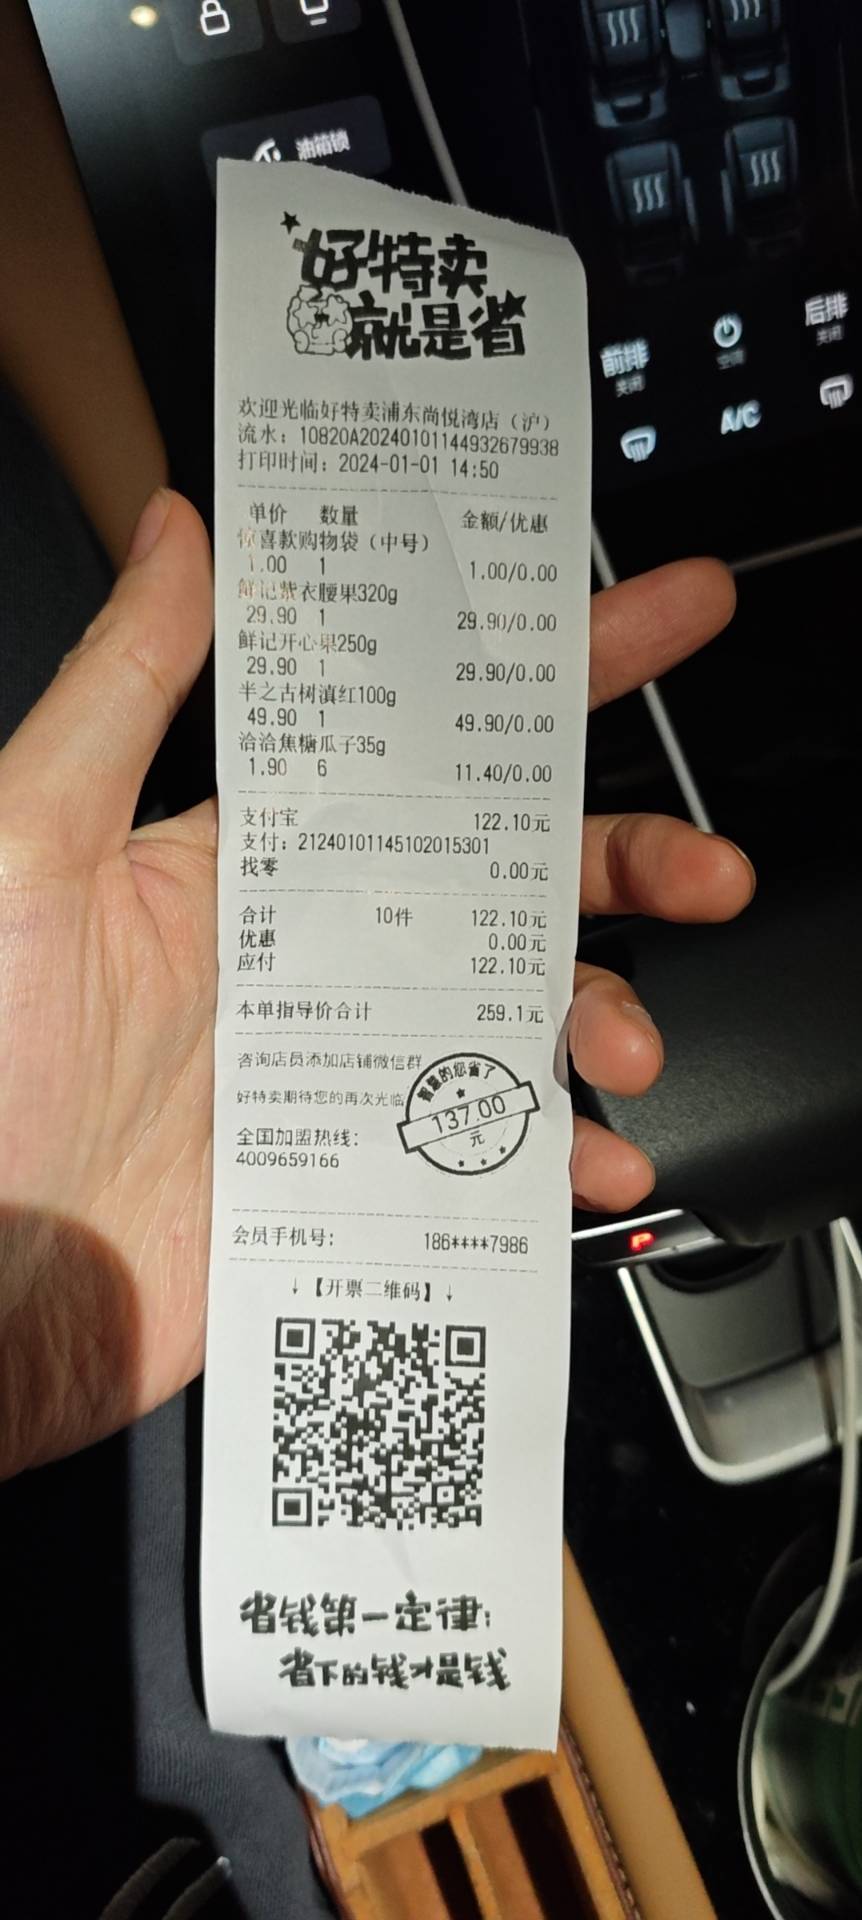 油箱锁
前排
关闭
空调
后排
关闭
A/C
好特卖
就是省
欢迎光临好特卖浦东尚悦湾店（沪）
流水：10820A20240101144932679938
打印时间：2024-01-01 14:50
单价 数量 金额/优惠
惊喜款购物袋（中号）
1.00 1 1.00/0.00
鲜记紫衣腰果320g
29.90 1 29.90/0.00
鲜记开心果250g
29.90 1 29.90/0.00
半之古树滇红100g
49.90 1 49.90/0.00
洽洽焦糖瓜子35g
1.90 6 11.40/0.00
支付宝 122.10元
支付：21240101145102015301
找零 0.00元
合计 10件 122.10元
优惠 0.00元
应付 122.10元
本单指导价合计 259.1元
咨询店员添加店铺微信群
好特卖期待您的再次光临
智慧的您省了
137.00
元
全国加盟热线：
4009659166
会员手机号： 186****7986
↓【开票二维码】↓
省钱第一定律：
省下的钱才是钱
P